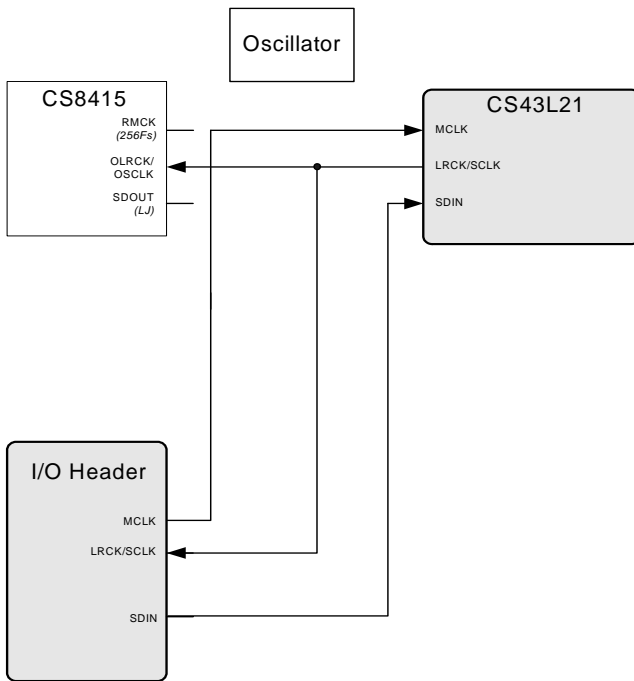 Oscillator
CS8415
RMCK
(256Fs)
OLRCK/
OSCLK
SDOUT
(LJ)
CS43L21
MCLK
LRCK/SCLK
SDIN
I/O Header
MCLK
LRCK/SCLK
SDIN